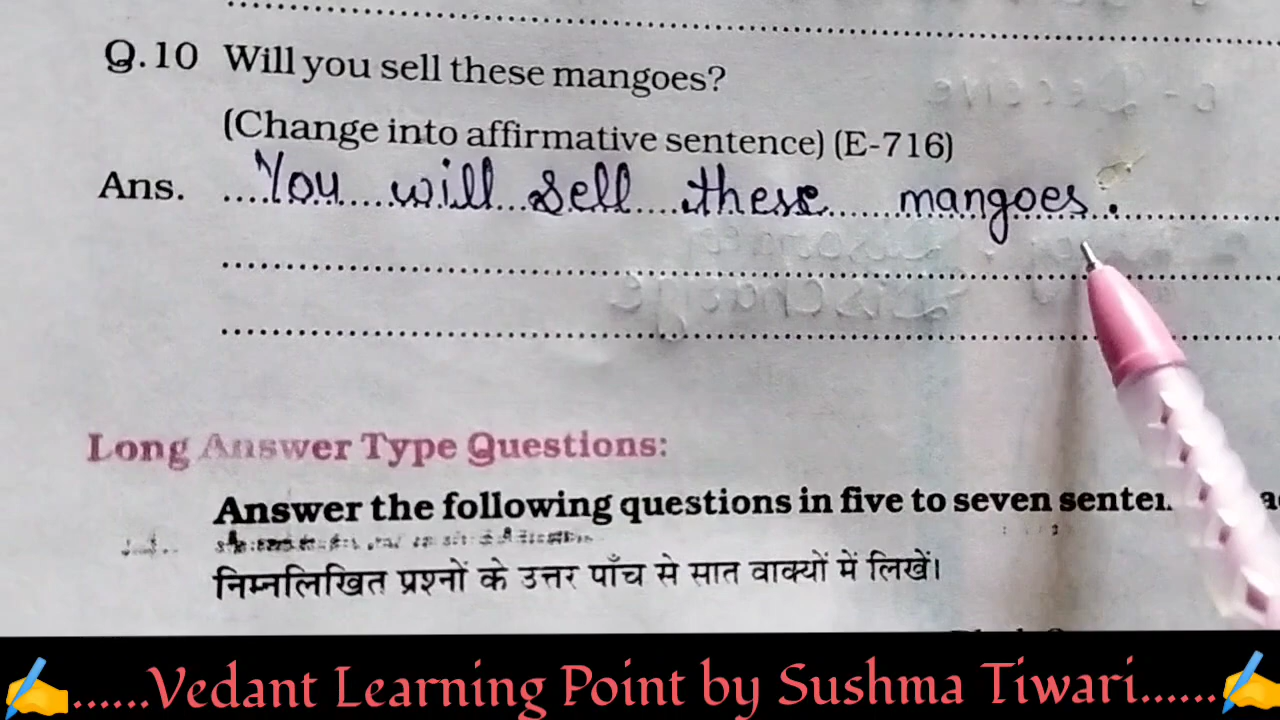 Q.10 Will you sell these mangoes?
(Change into affirmative sentence) (E-716)
Ans. You will sell these mangoes.
Long Answer Type Questions:
Answer the following questions in five to seven
निम्नलिखित प्रश्नों के उत्तर पाँच से सात वाक्यों में लिखें।
......Vedant Learning Point by Sushma Tiwari......